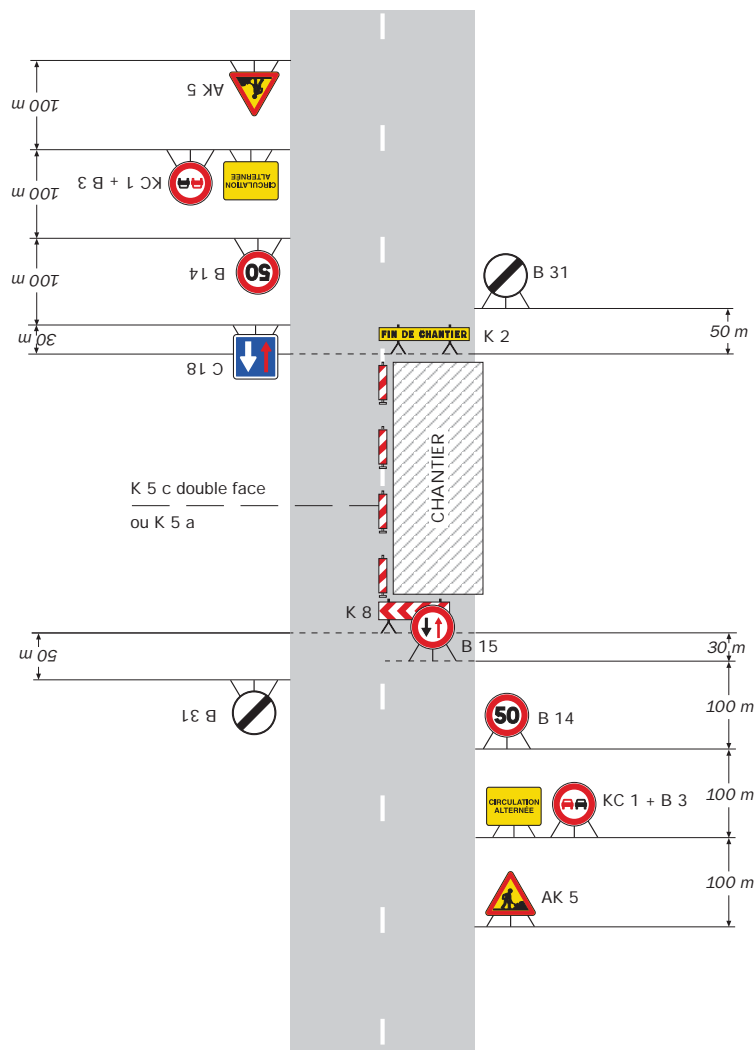 AK 5
100 m
KC 1 + B 3
CIRCULATION
ALTERNÉE
100 m
B 14
50
100 m
B 31
FIN DE CHANTIER
K 2
50 m
30 m
C 18
CHANTIER
K 5 c double face
ou K 5 a
K 8
B 15
30 m
50 m
B 31
50
B 14
100 m
CIRCULATION
ALTERNÉE
KC 1 + B 3
100 m
AK 5
100 m